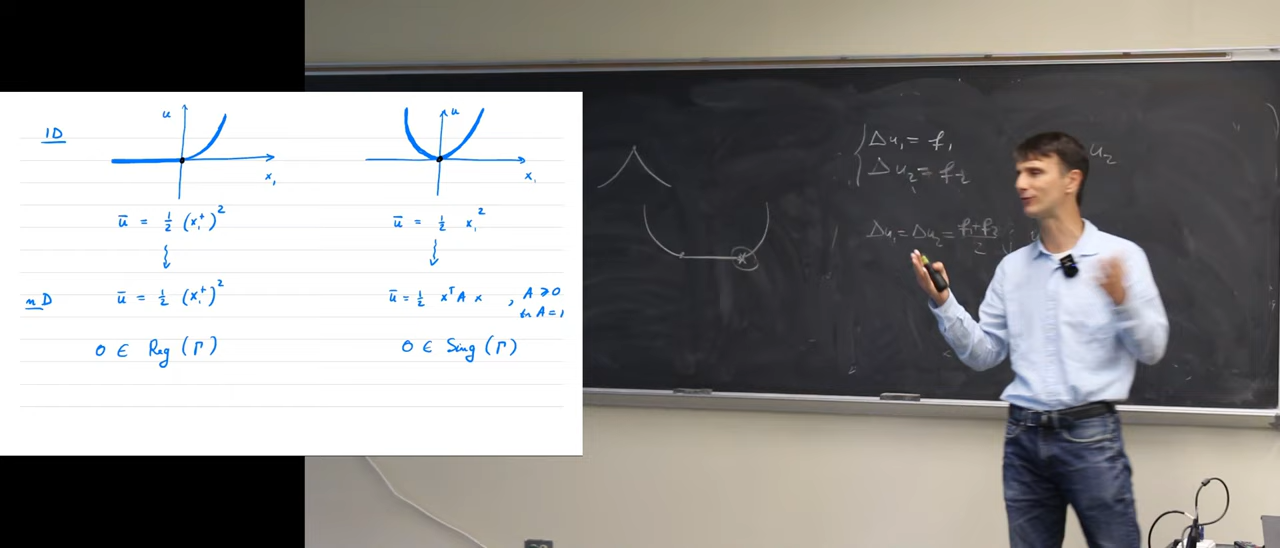 1D
u
x₁
u
x₁
ū = ½ (x₁⁺)²
ū = ½ x₁²
nD
ū = ½ (x₁⁺)²
ū = ½ xᵀA x , A ≥ 0
tr A = 1
0 ∈ Reg (Γ)
0 ∈ Sing (Γ)
Δu₁ = f₁
Δu₂ = f₂
u₂
Δu₁ = Δu₂ = (f₁+f₂)/2